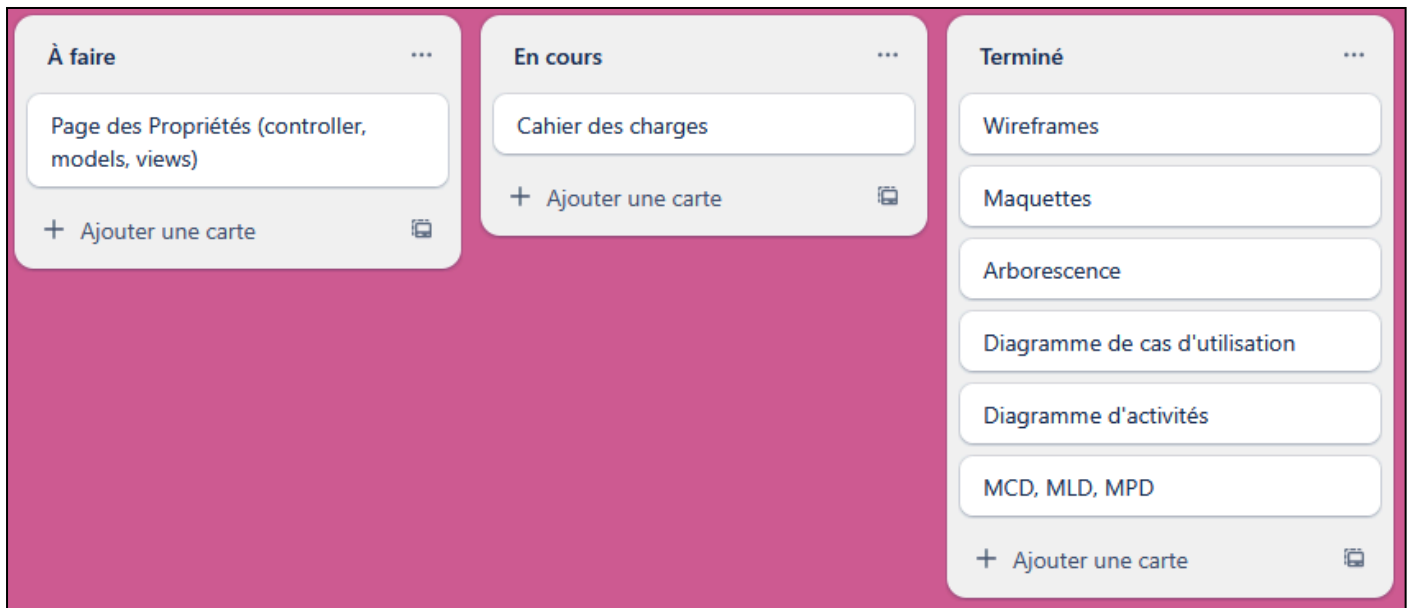 À faire
Page des Propriétés (controller,
models, views)
Ajouter une carte
En cours
Cahier des charges
Ajouter une carte
Terminé
Wireframes
Maquettes
Arborescence
Diagramme de cas d'utilisation
Diagramme d'activités
MCD, MLD, MPD
Ajouter une carte